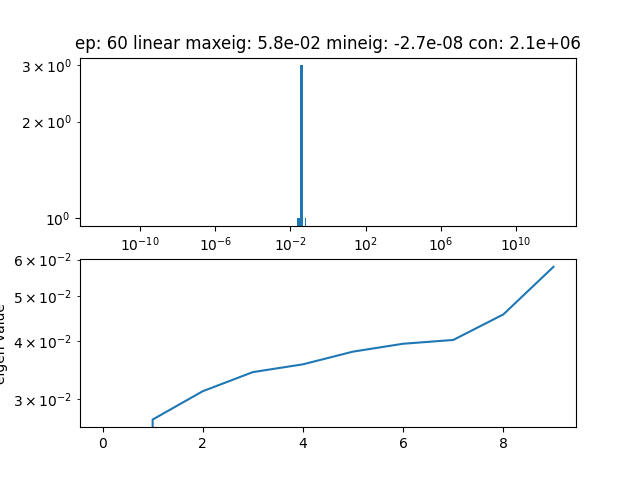 ep: 60 linear maxeig: 5.8e-02 mineig: -2.7e-08 con: 2.1e+06
3 × 10⁰
2 × 10⁰
10⁰
10⁻¹⁰ 10⁻⁶ 10⁻² 10² 10⁶ 10¹⁰
6 × 10⁻²
5 × 10⁻²
4 × 10⁻²
3 × 10⁻²
eigen value
0 2 4 6 8